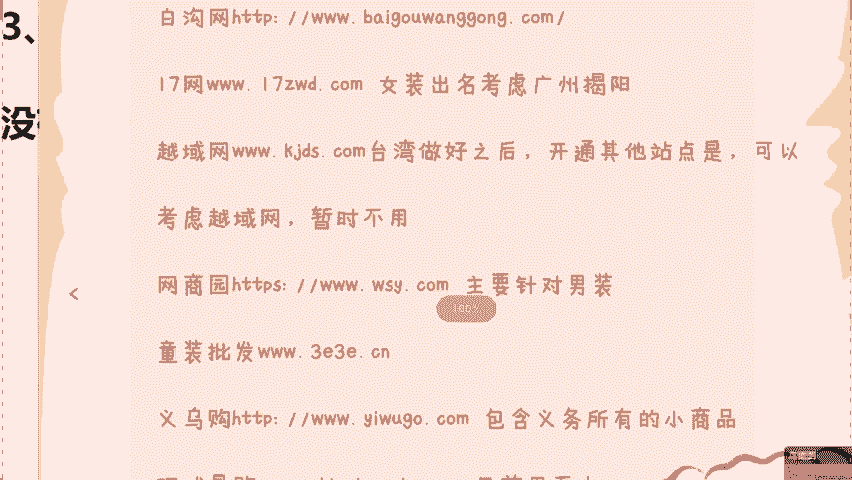 3、
白沟网http: //www. baigouwanggong. com/
17网www. 17zwd. com 女装出名考虑广州揭阳
没
越域网www. kjds. com台湾做好之后，开通其他站点是，可以
考虑越域网，暂时不用
网商园https: //www. wsy. com 主要针对男装
童装批发www. 3e3e. cn
义乌购http: //www. yiwugo. com 包含义务所有的小商品